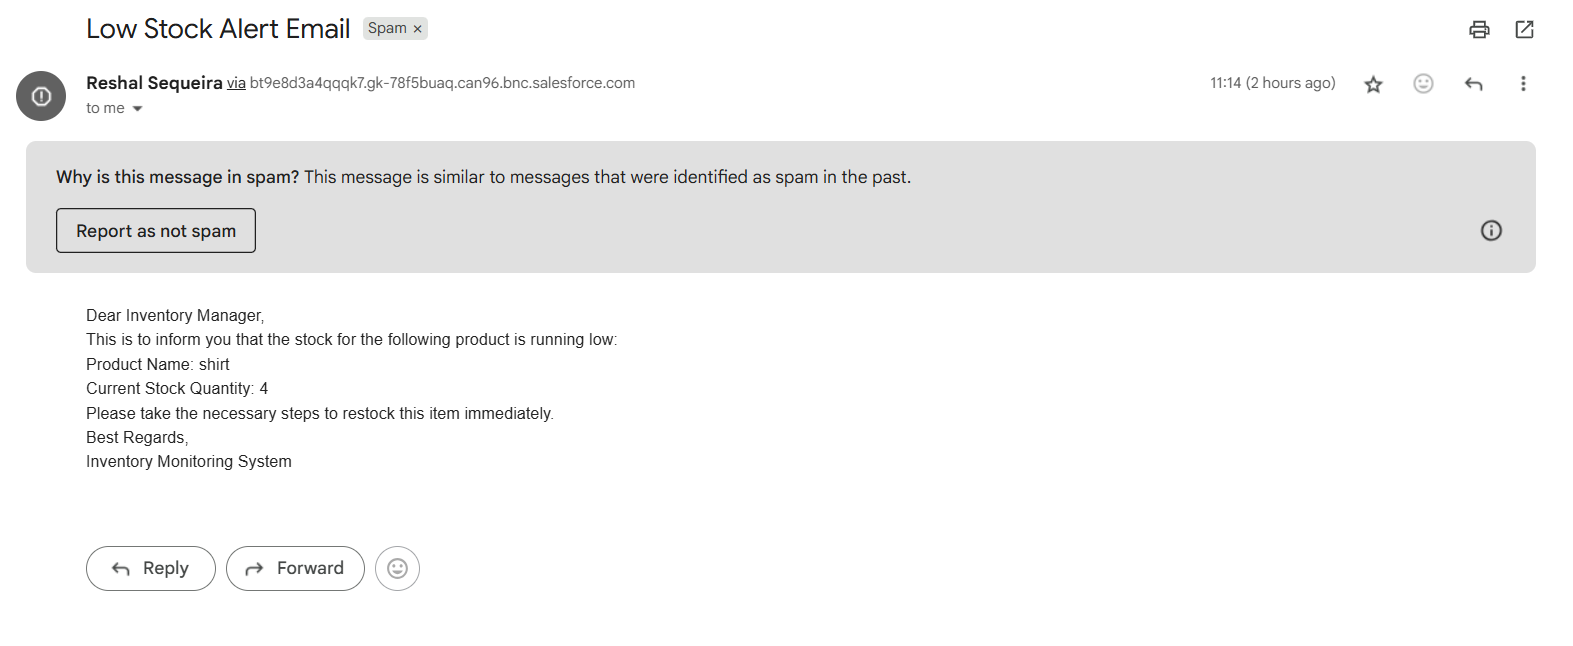 Low Stock Alert Email Spam ×
Reshal Sequeira via bt9e8d3a4qqqk7.gk-78f5buaq.can96.bnc.salesforce.com 11:14 (2 hours ago)
to me
Why is this message in spam? This message is similar to messages that were identified as spam in the past.
Report as not spam
Dear Inventory Manager,
This is to inform you that the stock for the following product is running low:
Product Name: shirt
Current Stock Quantity: 4
Please take the necessary steps to restock this item immediately.
Best Regards,
Inventory Monitoring System
Reply Forward